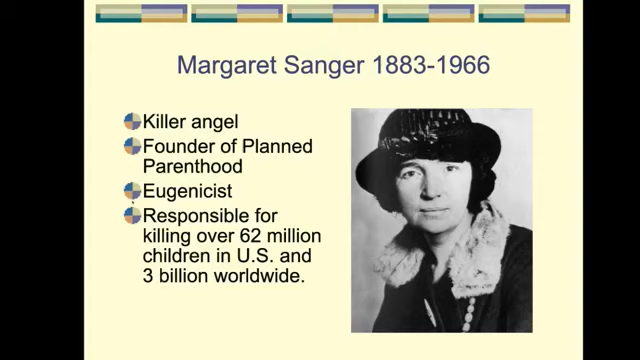 Margaret Sanger 1883-1966
Killer angel
Founder of Planned
Parenthood
Eugenicist
Responsible for
killing over 62 million
children in U.S. and
3 billion worldwide.